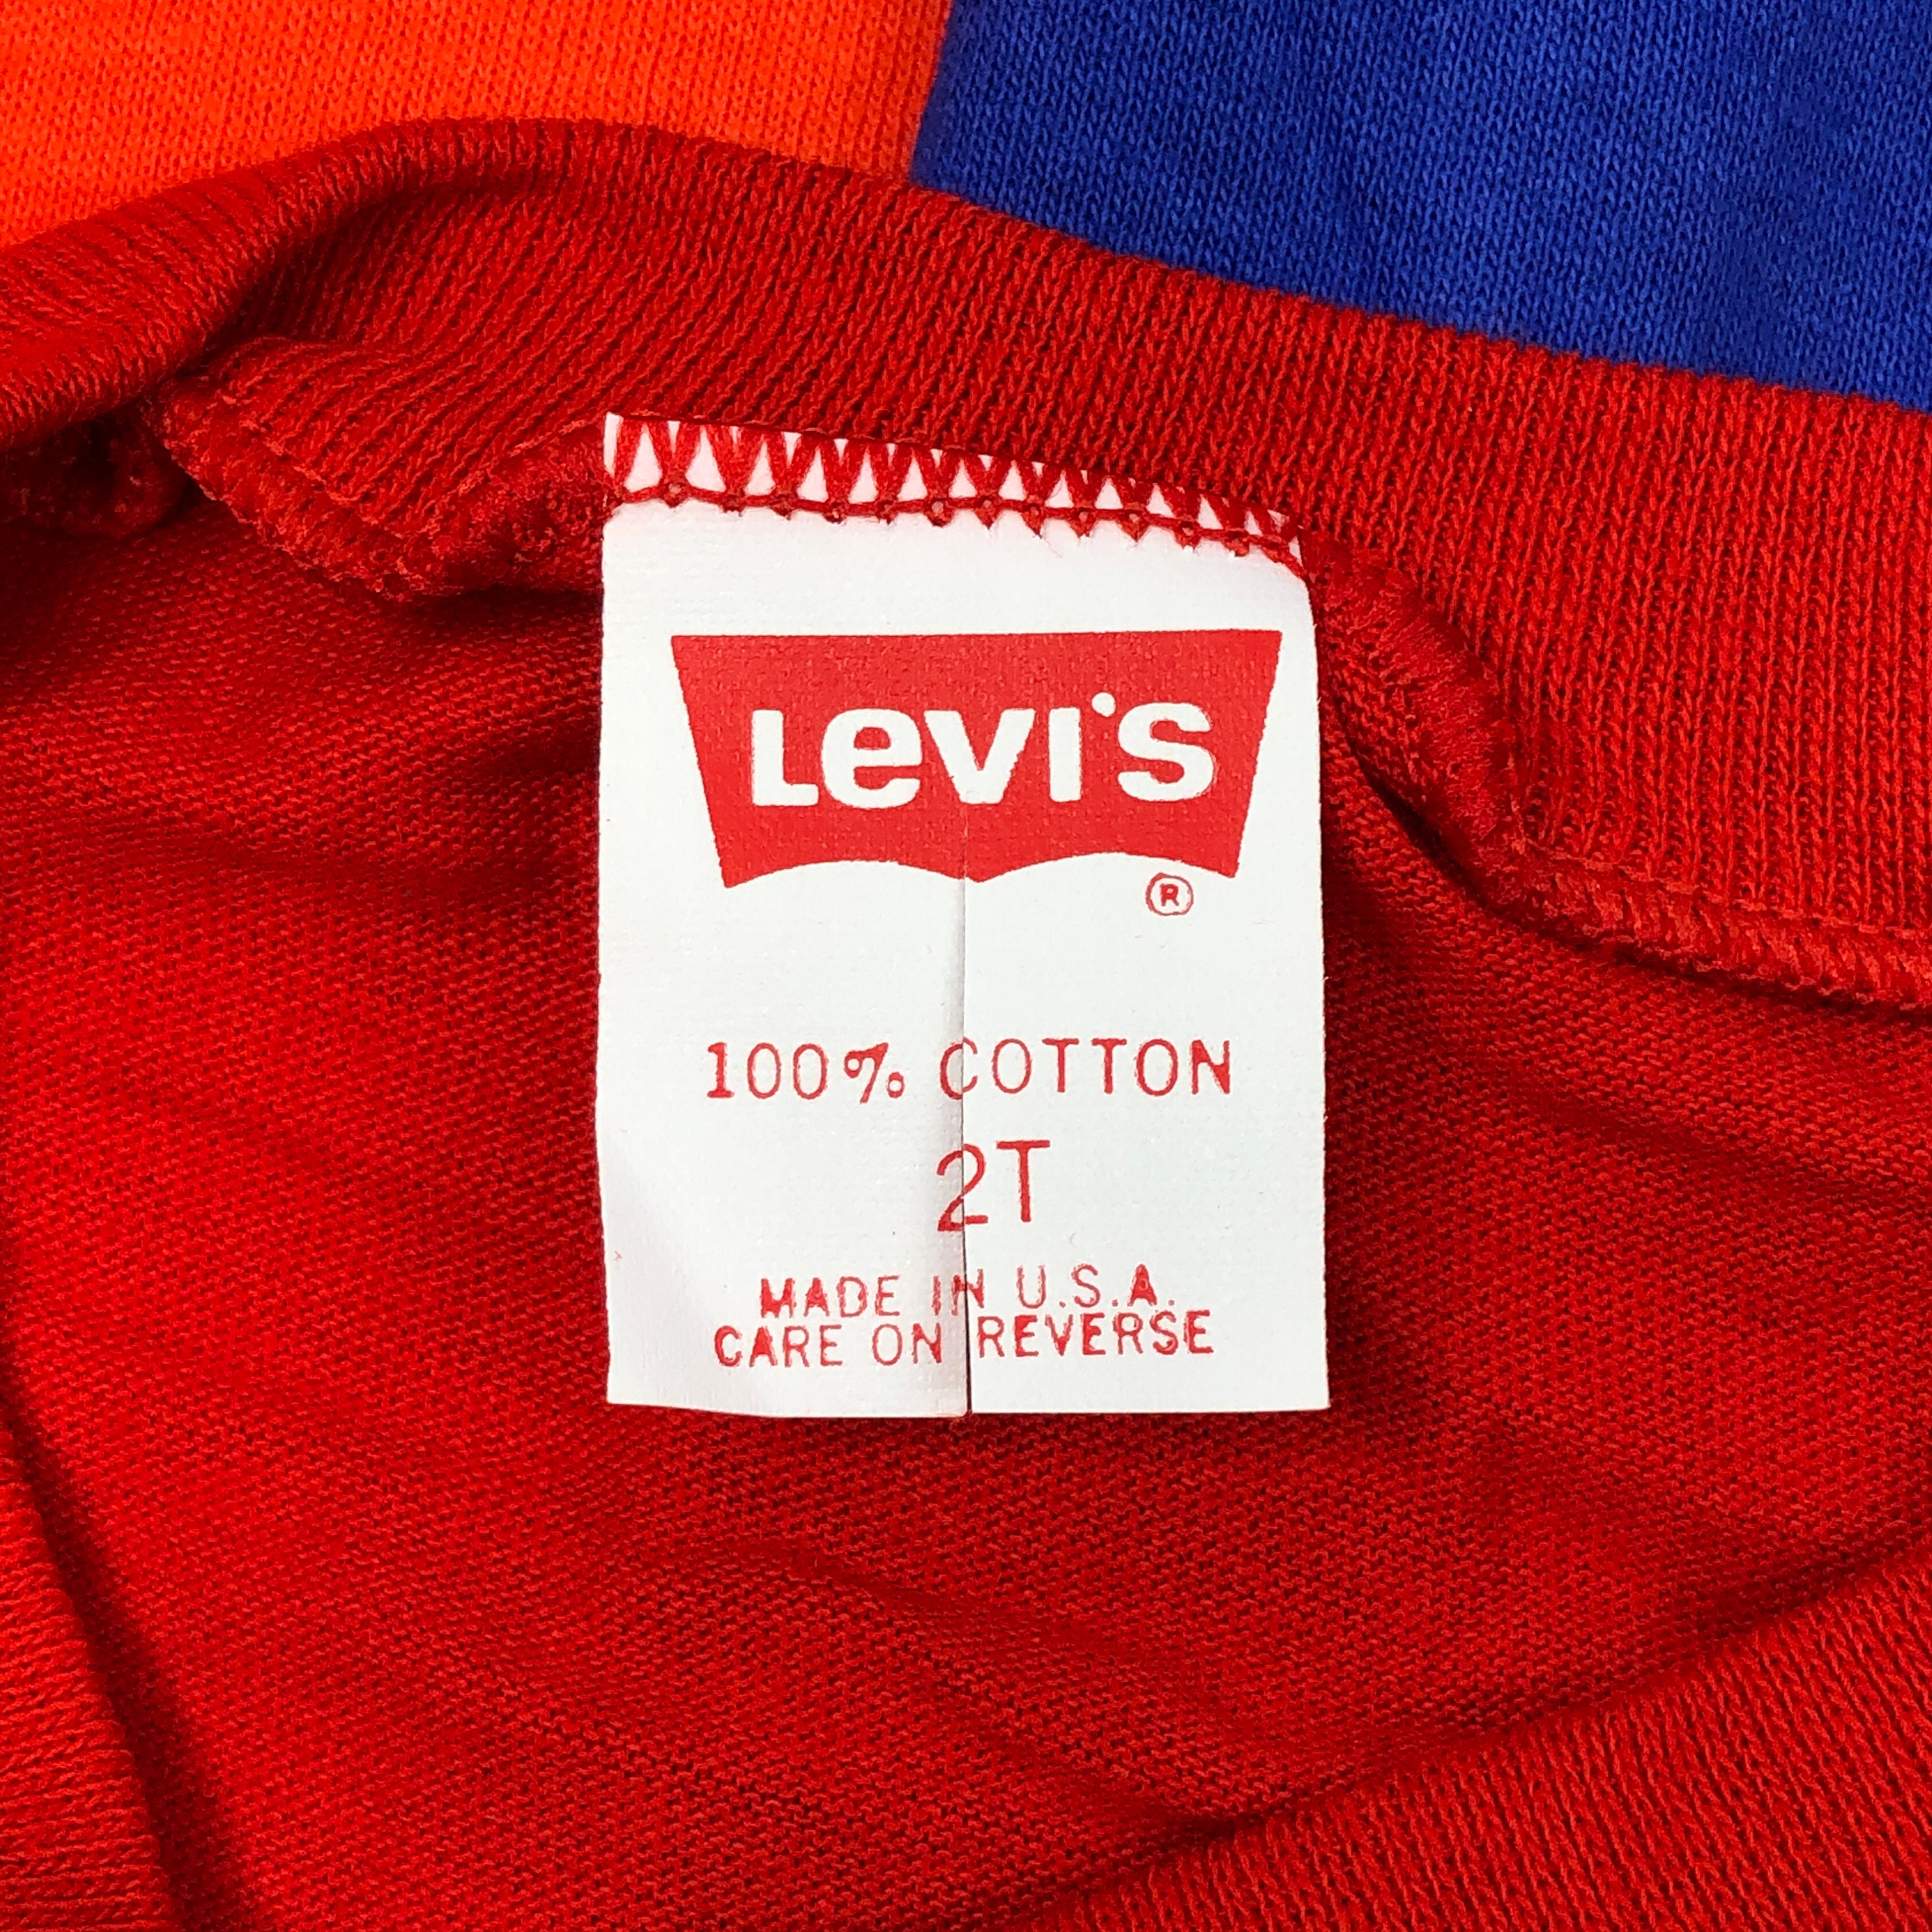 Levi's
®
100% COTTON
2T
MADE IN U.S.A.
CARE ON REVERSE